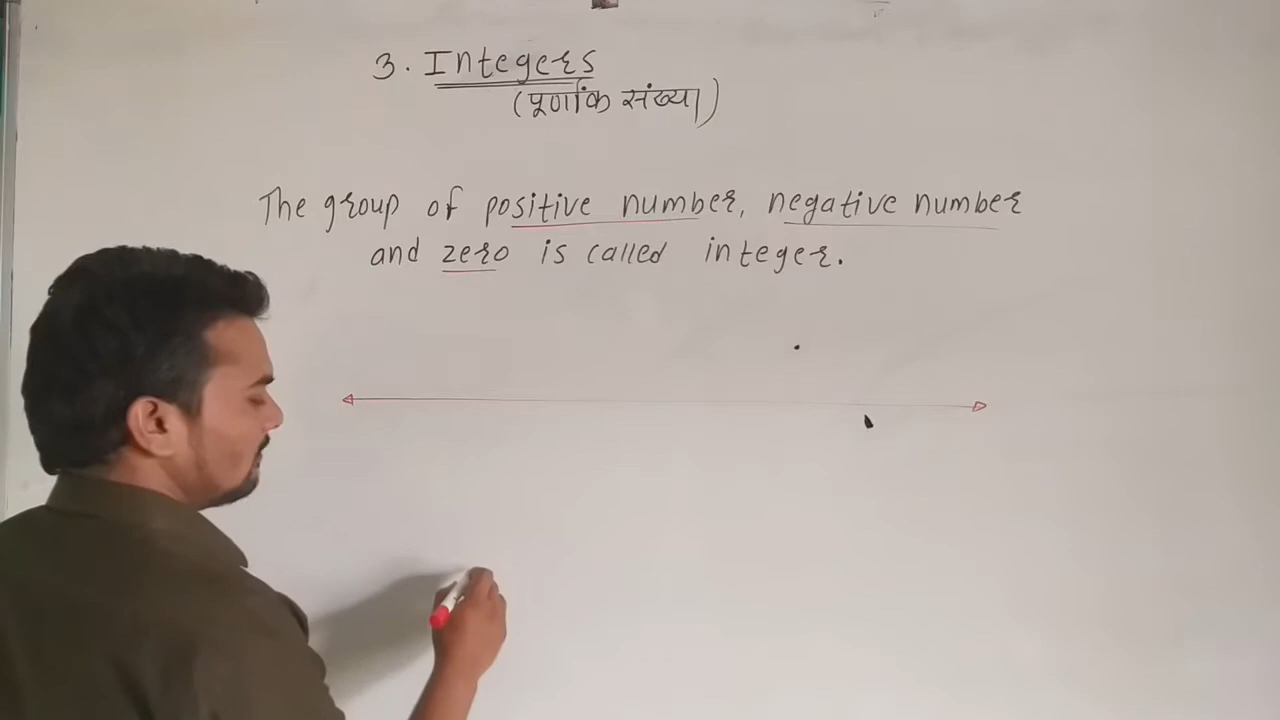 3. Integers
(पूर्णांक संख्या)
The group of positive number, negative number
and zero is called integer.